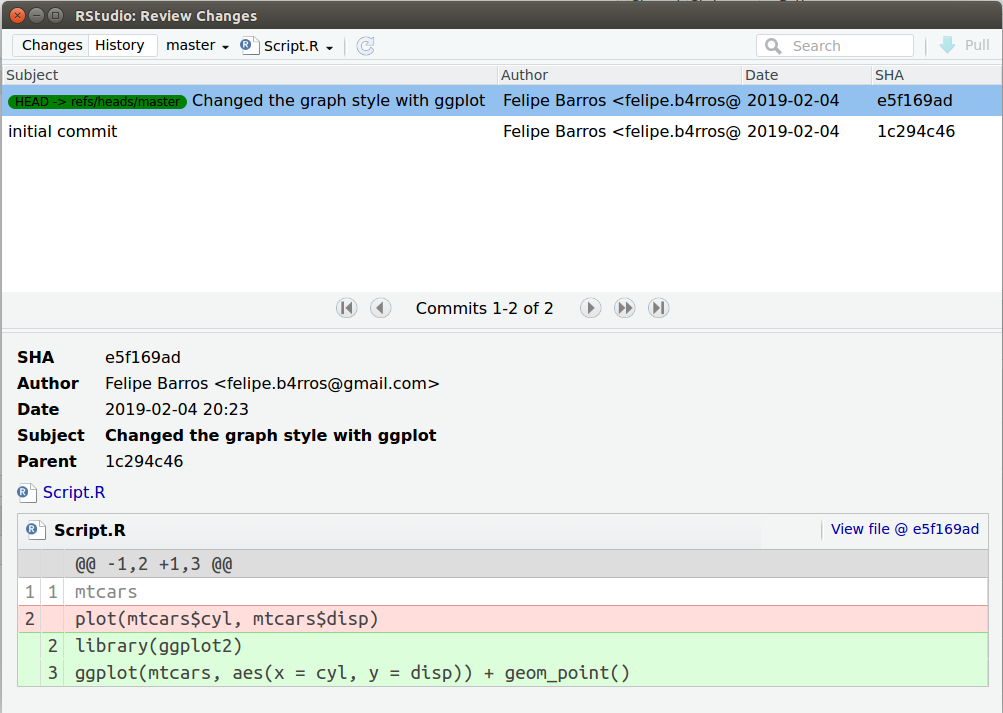 RStudio: Review Changes
Changes History master Script.R Search Pull
Subject Author Date SHA
HEAD -> refs/heads/master Changed the graph style with ggplot Felipe Barros <felipe.b4rros@ 2019-02-04 e5f169ad
initial commit Felipe Barros <felipe.b4rros@ 2019-02-04 1c294c46
Commits 1-2 of 2
SHA e5f169ad
Author Felipe Barros <felipe.b4rros@gmail.com>
Date 2019-02-04 20:23
Subject Changed the graph style with ggplot
Parent 1c294c46
Script.R
Script.R View file @ e5f169ad
@@ -1,2 +1,3 @@
1 1 mtcars
2 plot(mtcars$cyl, mtcars$disp)
2 library(ggplot2)
3 ggplot(mtcars, aes(x = cyl, y = disp)) + geom_point()